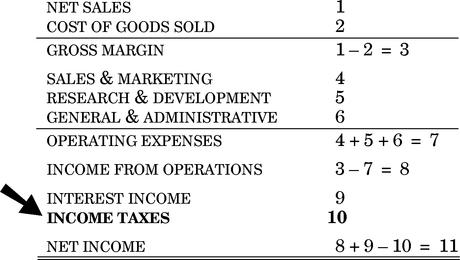 NET SALES 1
COST OF GOODS SOLD 2
GROSS MARGIN 1 – 2 = 3
SALES & MARKETING 4
RESEARCH & DEVELOPMENT 5
GENERAL & ADMINISTRATIVE 6
OPERATING EXPENSES 4 + 5 + 6 = 7
INCOME FROM OPERATIONS 3 – 7 = 8
INTEREST INCOME 9
INCOME TAXES 10
NET INCOME 8 + 9 – 10 = 11